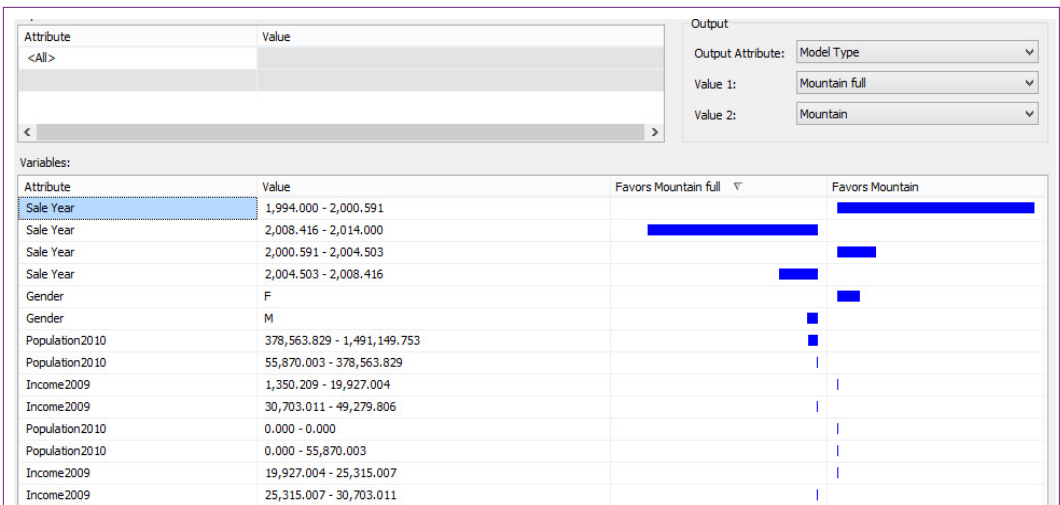 Output
Attribute Value
<All>
Output Attribute: Model Type
Value 1: Mountain full
Value 2: Mountain
Variables:
Attribute Value Favors Mountain full Favors Mountain
Sale Year 1,994.000 - 2,000.591
Sale Year 2,008.416 - 2,014.000
Sale Year 2,000.591 - 2,004.503
Sale Year 2,004.503 - 2,008.416
Gender F
Gender M
Population2010 378,563.829 - 1,491,149.753
Population2010 55,870.003 - 378,563.829
Income2009 1,350.209 - 19,927.004
Income2009 30,703.011 - 49,279.806
Population2010 0.000 - 0.000
Population2010 0.000 - 55,870.003
Income2009 19,927.004 - 25,315.007
Income2009 25,315.007 - 30,703.011